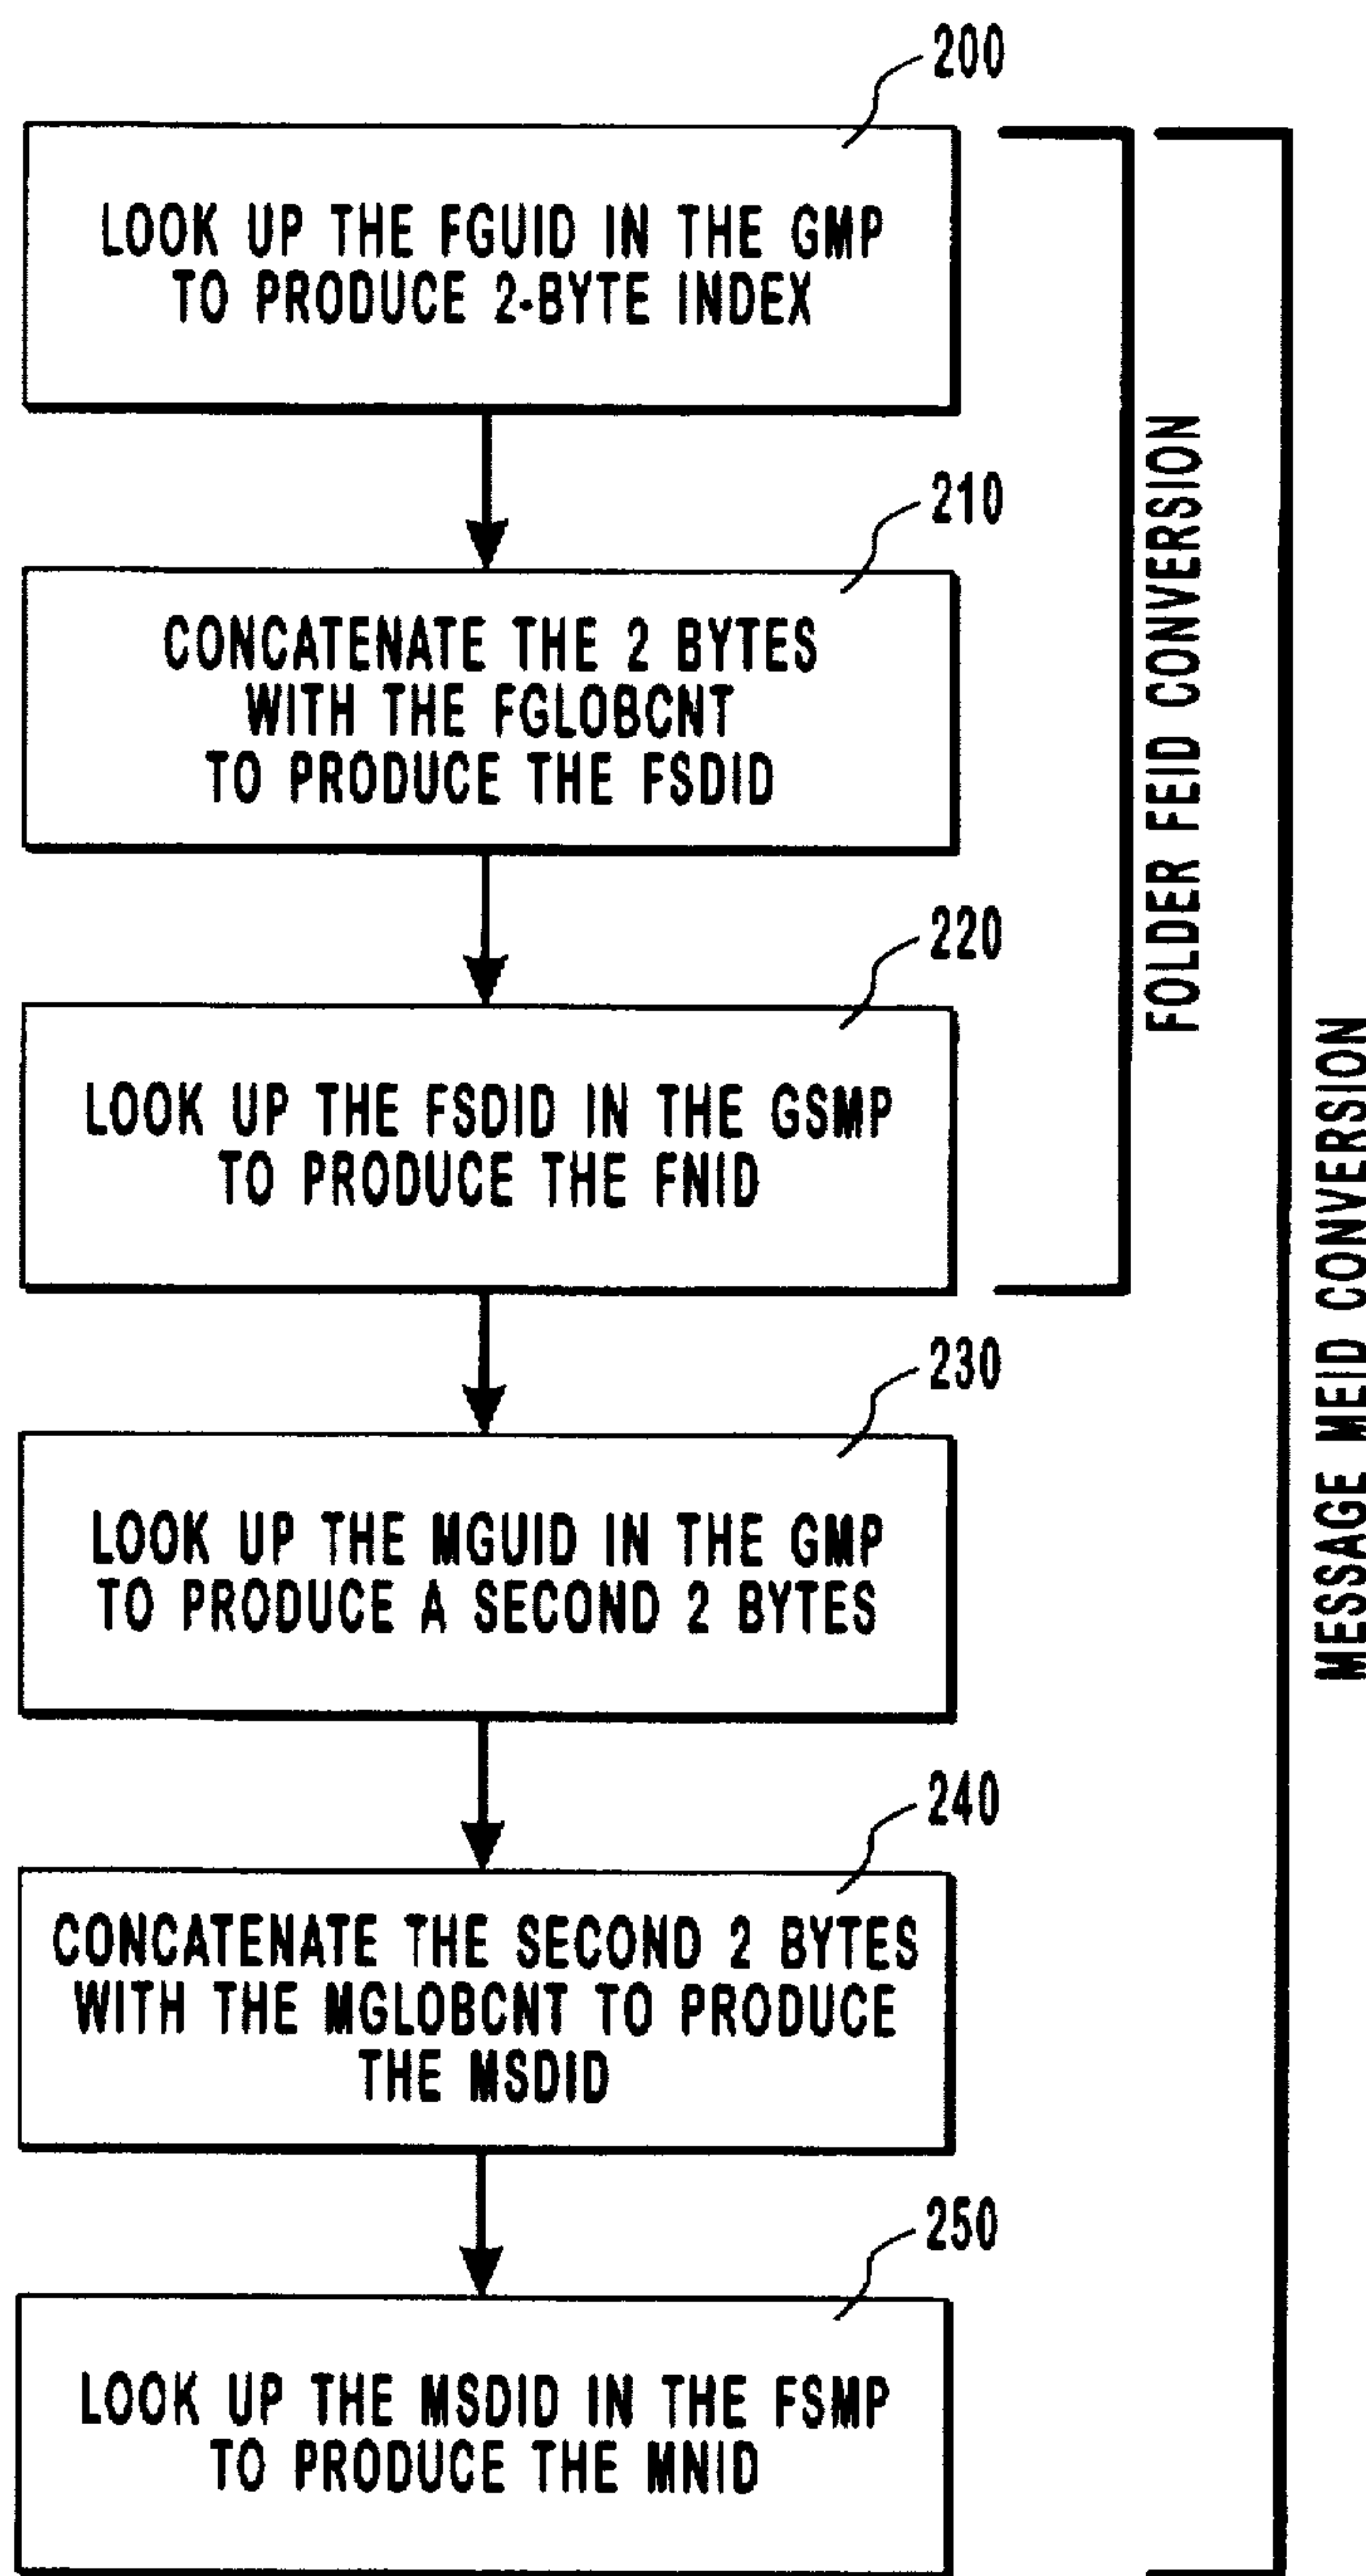 200
LOOK UP THE FGUID IN THE GMP
TO PRODUCE 2-BYTE INDEX
210
CONCATENATE THE 2 BYTES
WITH THE FGLOBCNT
TO PRODUCE THE FSDID
220
LOOK UP THE FSDID IN THE GSMP
TO PRODUCE THE FNID
FOLDER FEID CONVERSION
230
LOOK UP THE MGUID IN THE GMP
TO PRODUCE A SECOND 2 BYTES
240
CONCATENATE THE SECOND 2 BYTES
WITH THE MGLOBCNT TO PRODUCE
THE MSDID
250
LOOK UP THE MSDID IN THE FSMP
TO PRODUCE THE MNID
MESSAGE MEID CONVERSION